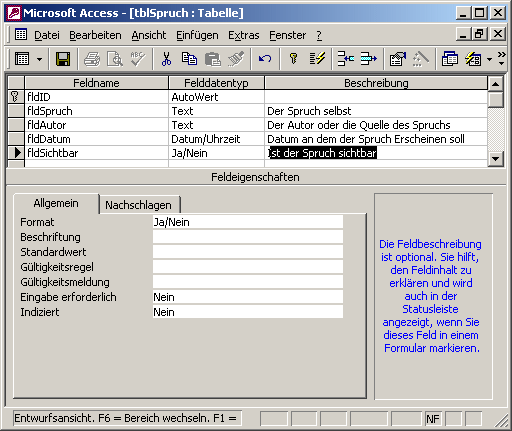 Microsoft Access - [tblSpruch : Tabelle]
Datei Bearbeiten Ansicht Einfügen Extras Fenster ?
Feldname Felddatentyp Beschreibung
fldID AutoWert
fldSpruch Text Der Spruch selbst
fldAutor Text Der Autor oder die Quelle des Spruchs
fldDatum Datum/Uhrzeit Datum an dem der Spruch Erscheinen soll
fldSichtbar Ja/Nein Ist der Spruch sichtbar
Feldeigenschaften
Allgemein Nachschlagen
Format Ja/Nein
Beschriftung
Standardwert
Gültigkeitsregel
Gültigkeitsmeldung
Eingabe erforderlich Nein
Indiziert Nein
Die Feldbeschreibung
ist optional. Sie hilft,
den Feldinhalt zu
erklären und wird
auch in der
Statusleiste
angezeigt, wenn Sie
dieses Feld in einem
Formular markieren.
Entwurfsansicht. F6 = Bereich wechseln. F1 = NF